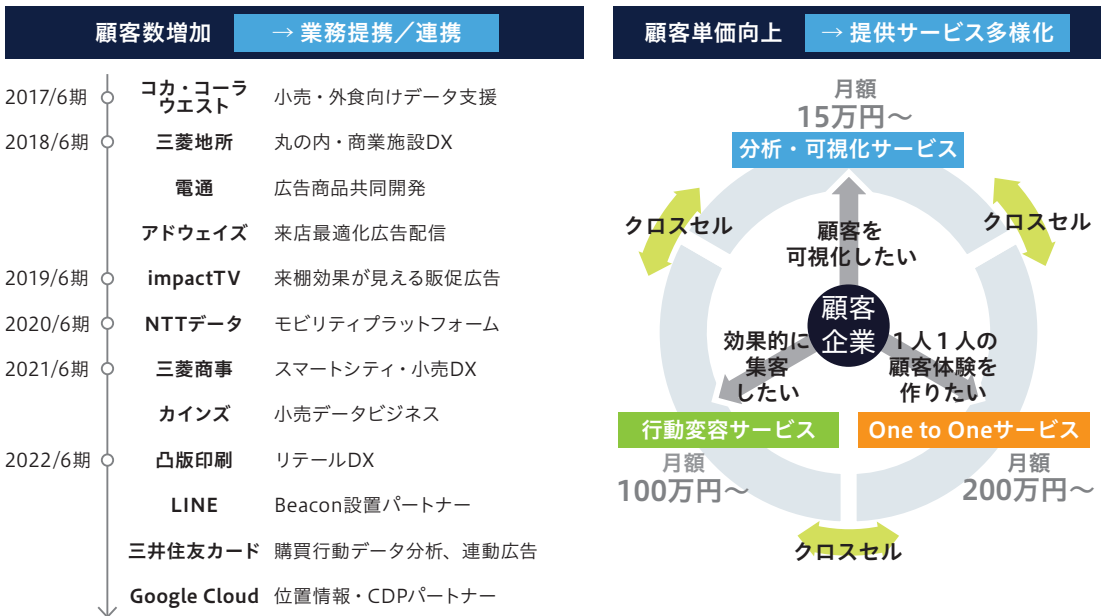 顧客数増加 → 業務提携／連携
2017/6期 コカ・コーラ
ウエスト 小売・外食向けデータ支援
2018/6期 三菱地所 丸の内・商業施設DX
電通 広告商品共同開発
アドウェイズ 来店最適化広告配信
2019/6期 impactTV 来棚効果が見える販促広告
2020/6期 NTTデータ モビリティプラットフォーム
2021/6期 三菱商事 スマートシティ・小売DX
カインズ 小売データビジネス
2022/6期 凸版印刷 リテールDX
LINE Beacon設置パートナー
三井住友カード 購買行動データ分析、連動広告
Google Cloud 位置情報・CDPパートナー
顧客単価向上 → 提供サービス多様化
月額
15万円〜
分析・可視化サービス
クロスセル
クロスセル
顧客を
可視化したい
顧客
企業
効果的に
集客
したい
1人1人の
顧客体験を
作りたい
行動変容サービス
One to Oneサービス
月額
100万円〜
月額
200万円〜
クロスセル